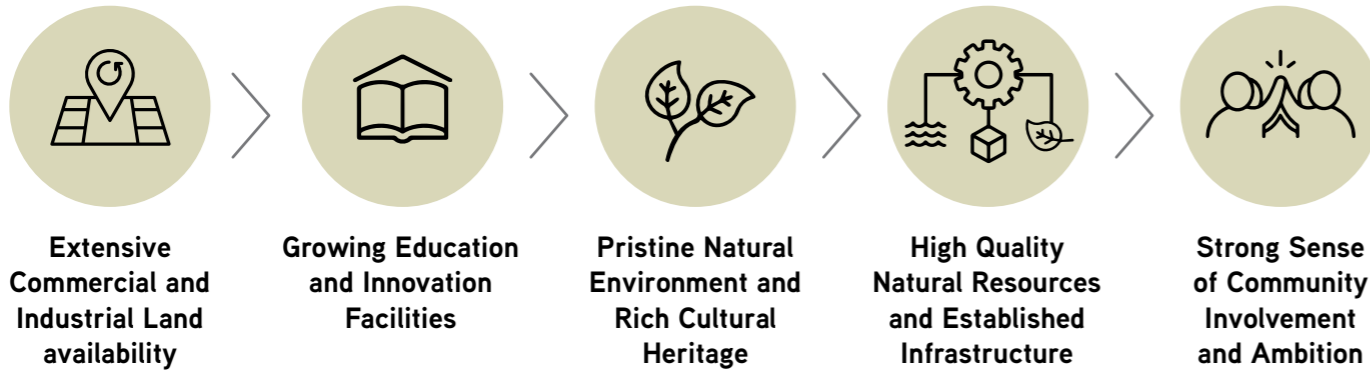 Extensive
Commercial and
Industrial Land
availability
Growing Education
and Innovation
Facilities
Pristine Natural
Environment and
Rich Cultural
Heritage
High Quality
Natural Resources
and Established
Infrastructure
Strong Sense
of Community
Involvement
and Ambition